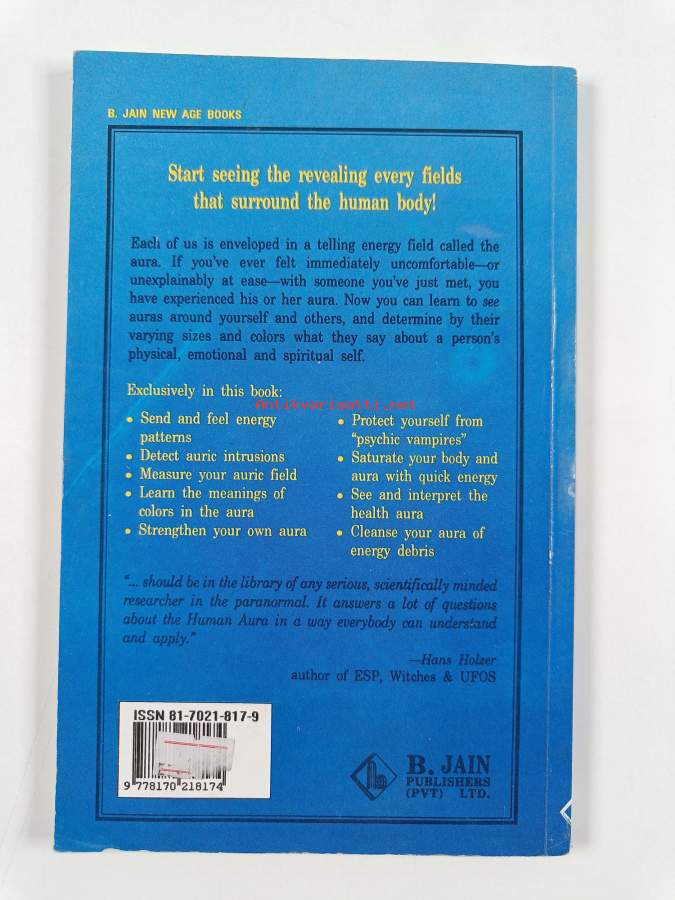 B. JAIN NEW AGE BOOKS
Start seeing the revealing every fields
that surround the human body!
Each of us is enveloped in a telling energy field called the
aura. If you've ever felt immediately uncomfortable—or
unexplainably at ease—with someone you've just met, you
have experienced his or her aura. Now you can learn to see
auras around yourself and others, and determine by their
varying sizes and colors what they say about a person's
physical, emotional and spiritual self.
Exclusively in this book:
Antikvariaatti.net
• Send and feel energy
patterns
• Detect auric intrusions
• Measure your auric field
• Learn the meanings of
colors in the aura
• Strengthen your own aura
• Protect yourself from
"psychic vampires"
• Saturate your body and
aura with quick energy
• See and interpret the
health aura
• Cleanse your aura of
energy debris
"... should be in the library of any serious, scientifically minded
researcher in the paranormal. It answers a lot of questions
about the Human Aura in a way everybody can understand
and apply."
—Hans Holzer
author of ESP, Witches & UFOS
ISSN 81-7021-817-9
9 778170 218174
B. JAIN
PUBLISHERS
(PVT) LTD.